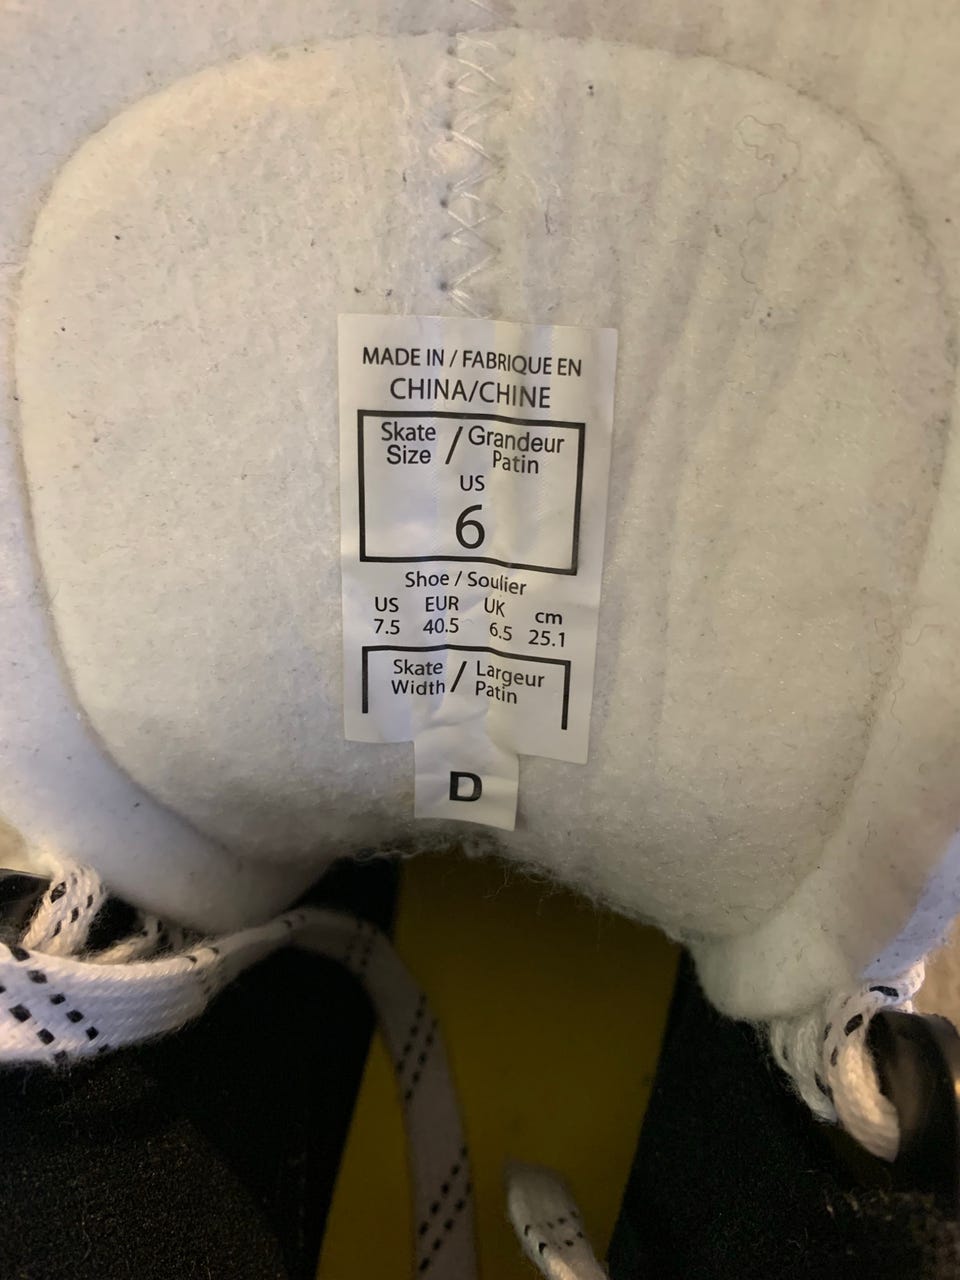 MADE IN / FABRIQUE EN
CHINA/CHINE
Skate Size / Grandeur Patin
US
6
Shoe / Soulier
US EUR UK cm
7.5 40.5 6.5 25.1
Skate Width / Largeur Patin
D